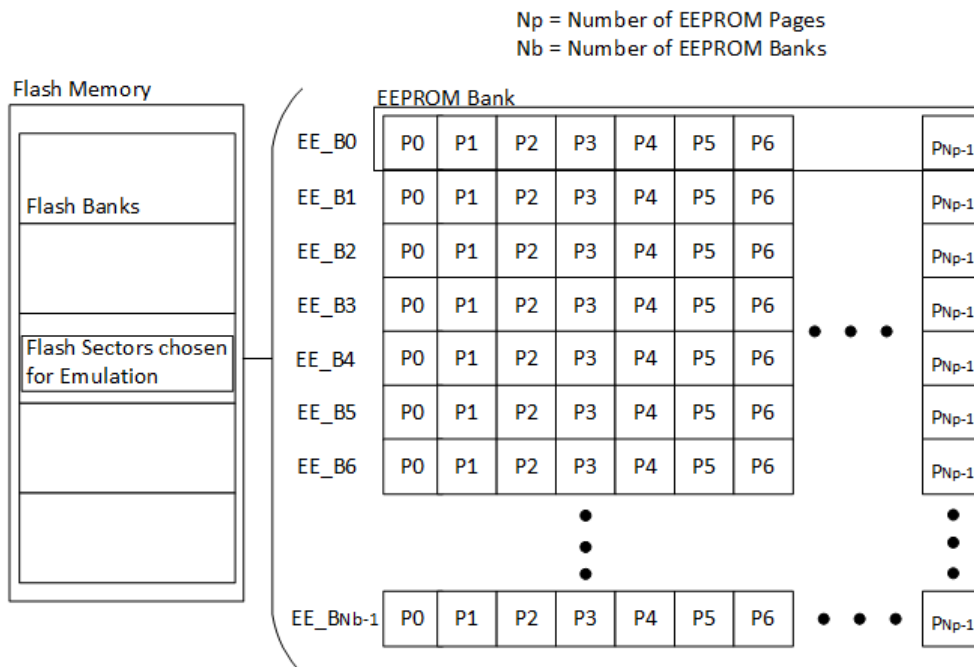 Np = Number of EEPROM Pages
Nb = Number of EEPROM Banks
Flash Memory
EEPROM Bank
EE_B0 P0 P1 P2 P3 P4 P5 P6 PNp-1
Flash Banks
EE_B1 P0 P1 P2 P3 P4 P5 P6 PNp-1
EE_B2 P0 P1 P2 P3 P4 P5 P6 PNp-1
EE_B3 P0 P1 P2 P3 P4 P5 P6 PNp-1
Flash Sectors chosen
for Emulation
EE_B4 P0 P1 P2 P3 P4 P5 P6 PNp-1
EE_B5 P0 P1 P2 P3 P4 P5 P6 PNp-1
EE_B6 P0 P1 P2 P3 P4 P5 P6 PNp-1
EE_BNb-1 P0 P1 P2 P3 P4 P5 P6 PNp-1